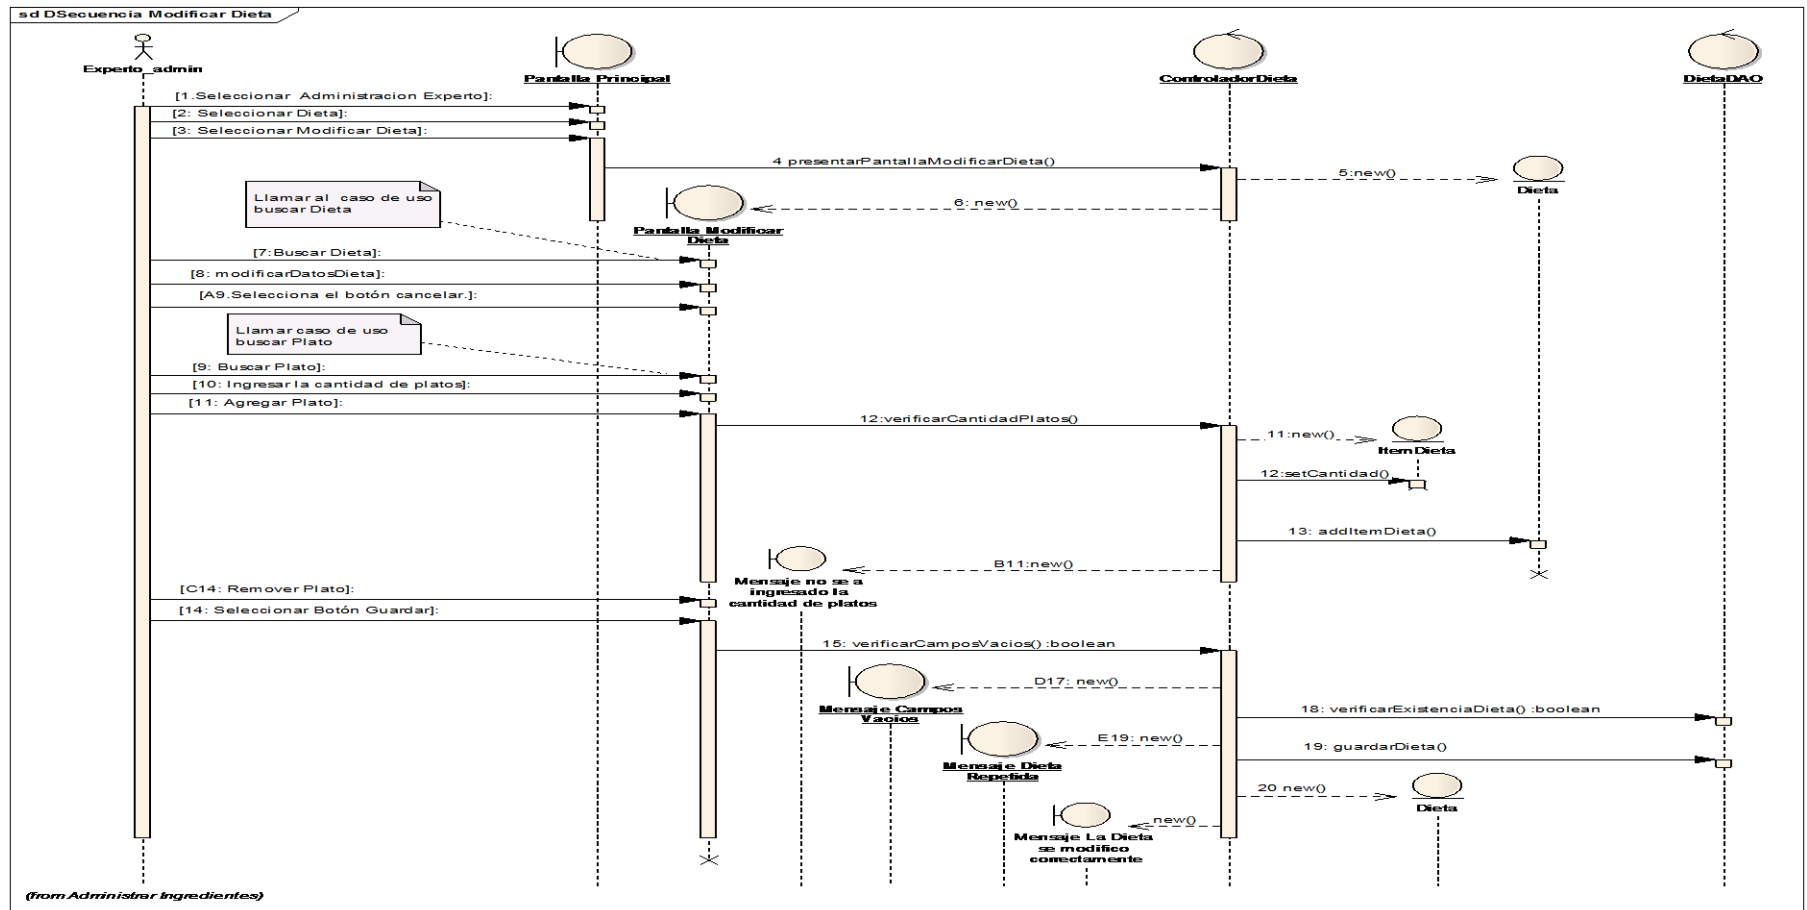 sd DSecuencia Modificar Dieta
Experto_admin
Pantalla Principal
ControladorDieta
DietaDAO
[1.Seleccionar Administracion Experto]:
[2: Seleccionar Dieta]:
[3: Seleccionar Modificar Dieta]:
4 presentarPantallaModificarDieta()
5:new()
Dieta
Llamar al caso de uso
buscar Dieta
6: new()
Pantalla Modificar
Dieta
[7:Buscar Dieta]:
[8: modificarDatosDieta]:
[A9.Selecciona el botón cancelar.]:
Llamar caso de uso
buscar Plato
[9: Buscar Plato]:
[10: Ingresar la cantidad de platos]:
[11: Agregar Plato]:
12:verificarCantidadPlatos()
11:new()
ItemDieta
12:setCantidad()
13: addItemDieta()
B11:new()
Mensaje no se a
ingresado la
cantidad de platos
[C14: Remover Plato]:
[14: Seleccionar Botón Guardar]:
15: verificarCamposVacios() :boolean
D17: new()
Mensaje Campos
Vacios
18: verificarExistenciaDieta() :boolean
E19: new()
19: guardarDieta()
Mensaje Dieta
Repetida
20 new()
Dieta
new()
Mensaje La Dieta
se modifico
correctamente
(from Administrar Ingredientes)